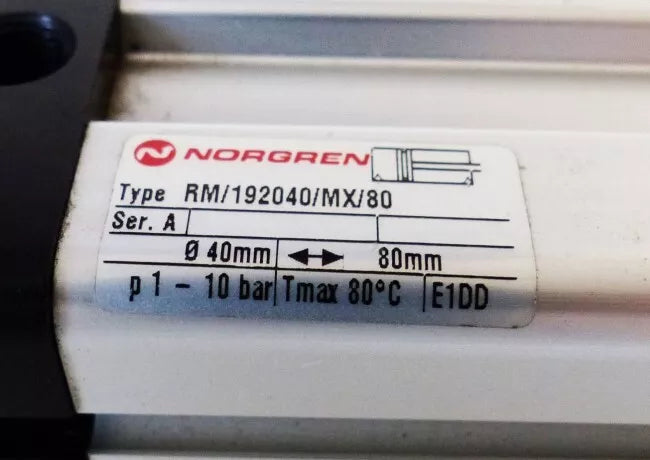 NORGREN
Type RM/192040/MX/80
Ser. A
Ø 40mm 80mm
p 1 - 10 bar Tmax 80°C E1DD